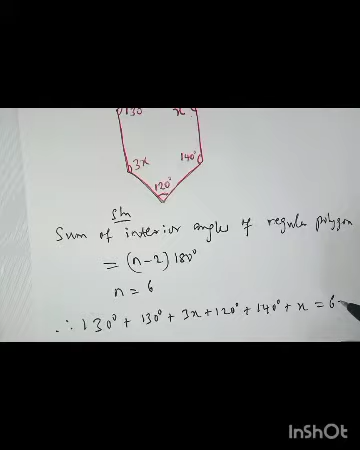 130
x
3x
140°
120°
Sln
Sum of interior angle of regular polygon
= (n-2) 180°
n = 6
∴ 130° + 130° + 3x + 120° + 140° + x = 6
InShOt